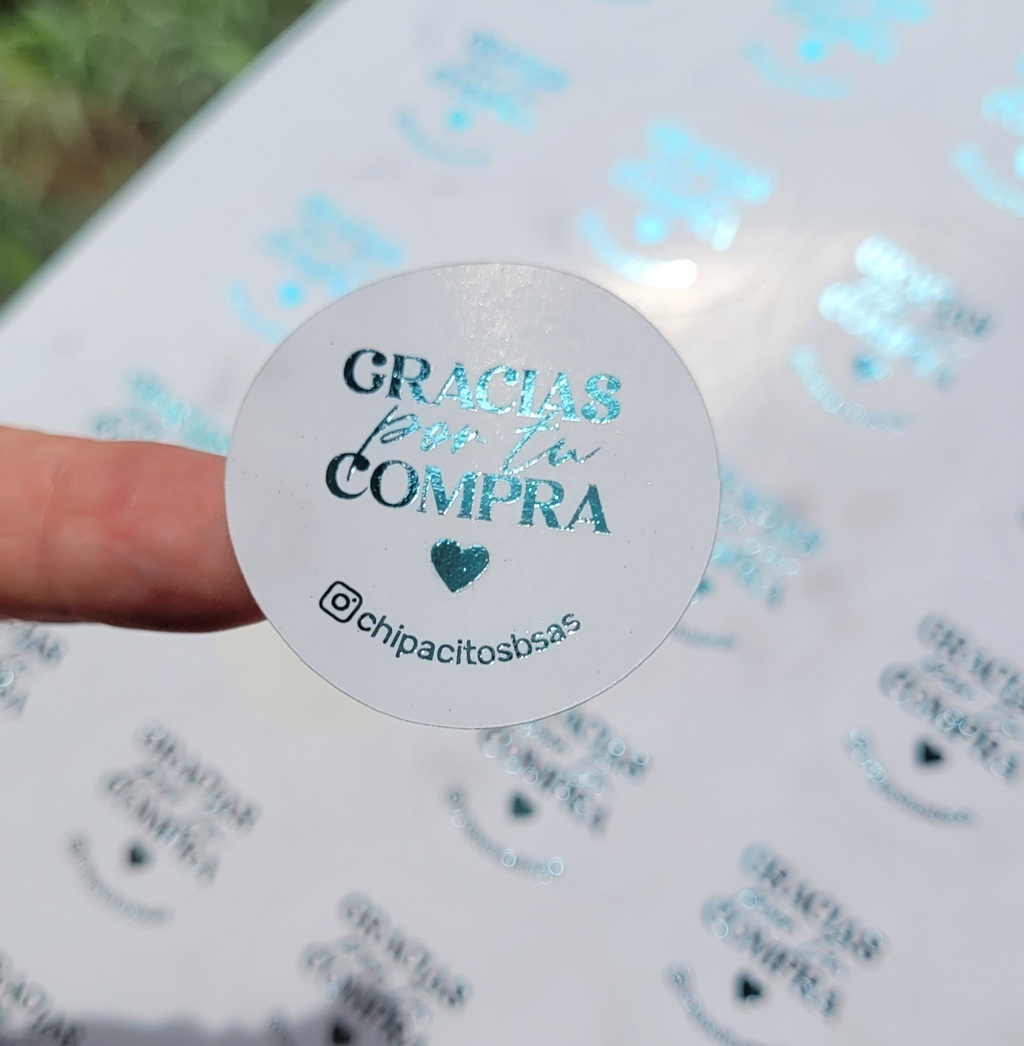 GRACIAS
por tu
COMPRA
chipacitosbsas